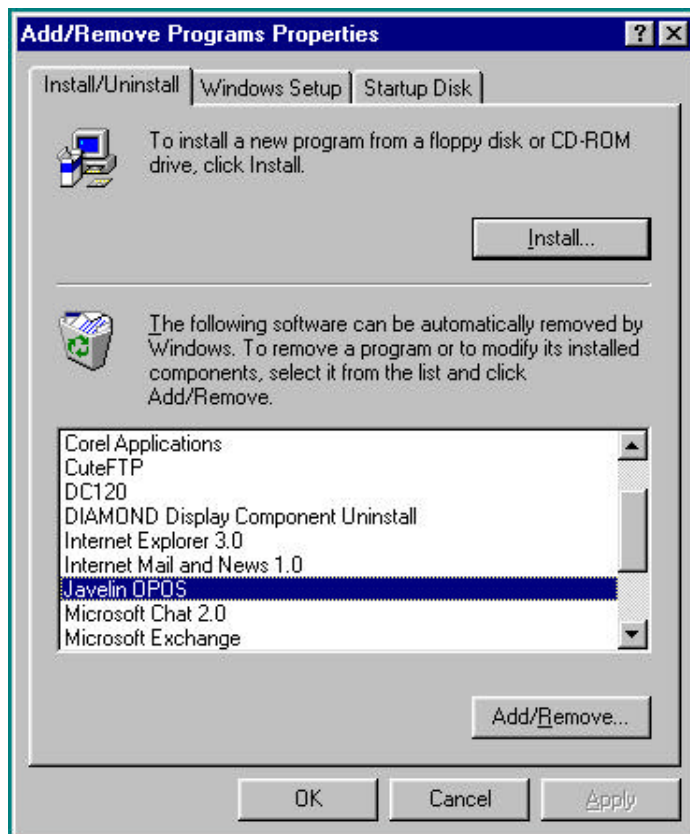 Add/Remove Programs Properties
Install/Uninstall
Windows Setup
Startup Disk
To install a new program from a floppy disk or CD-ROM
drive, click Install.
Install...
The following software can be automatically removed by
Windows. To remove a program or to modify its installed
components, select it from the list and click
Add/Remove.
Corel Applications
CuteFTP
DC120
DIAMOND Display Component Uninstall
Internet Explorer 3.0
Internet Mail and News 1.0
Javelin OPOS
Microsoft Chat 2.0
Microsoft Exchange
Add/Remove...
OK
Cancel
Apply